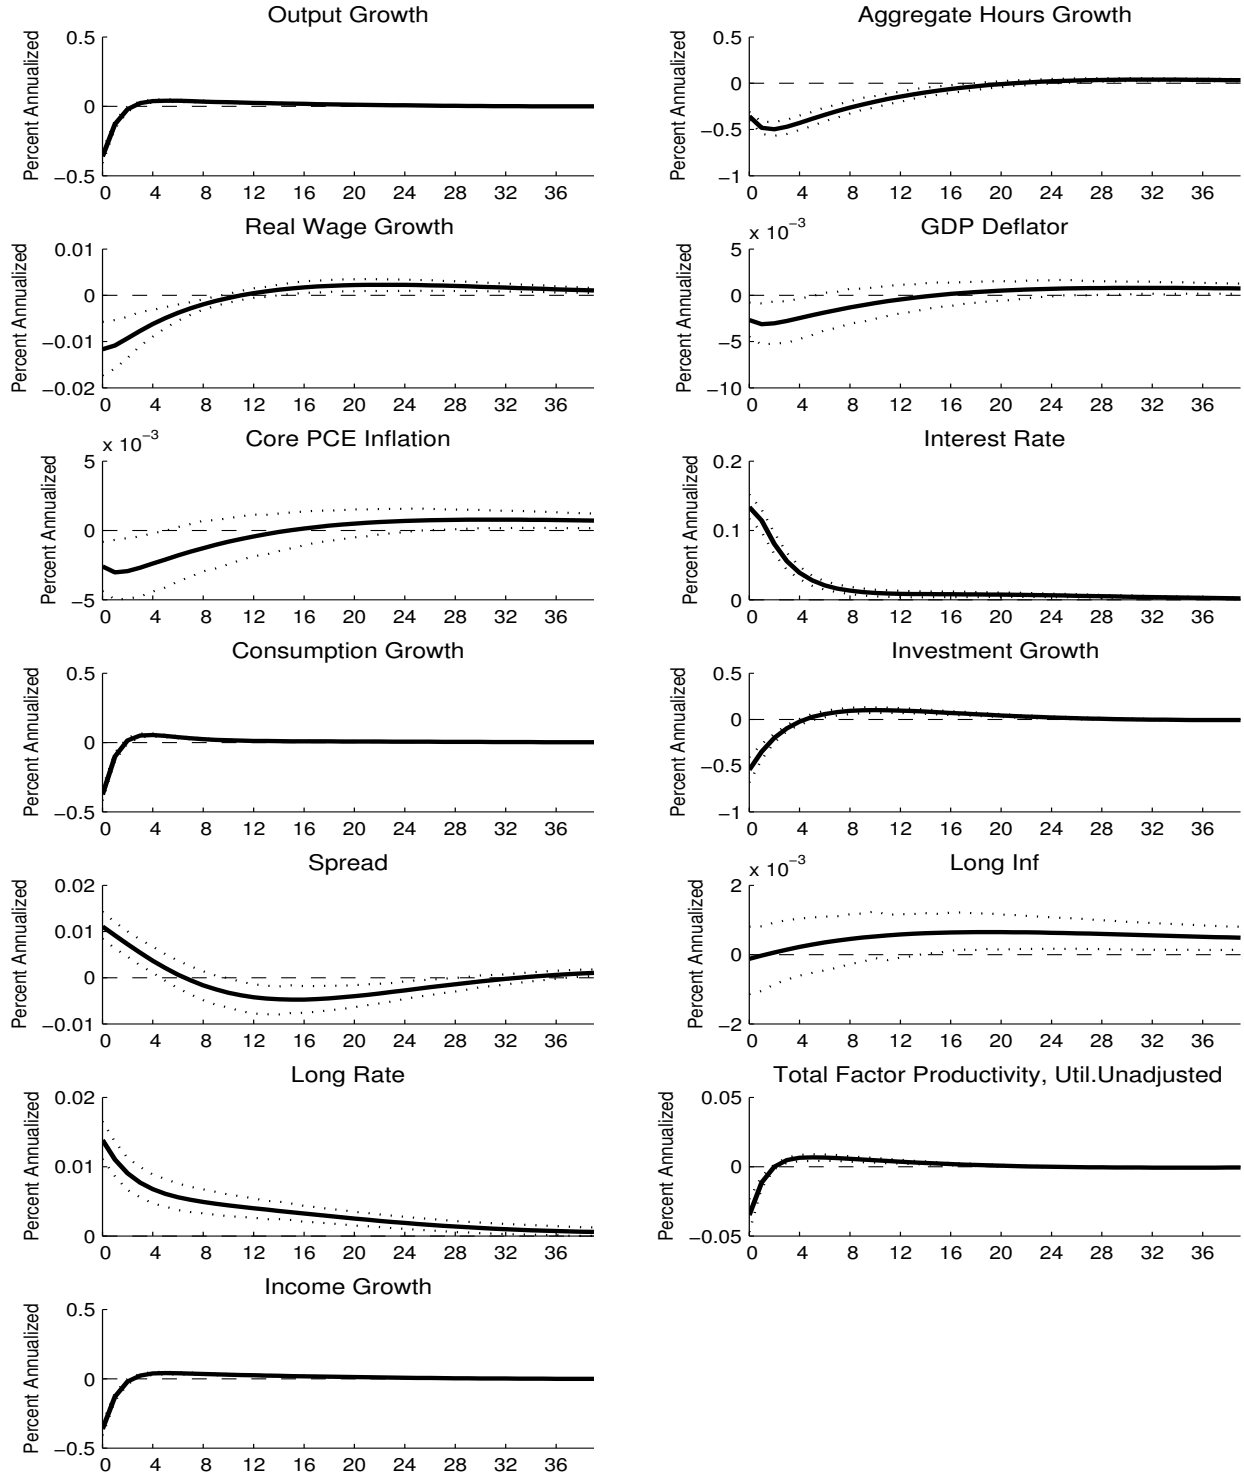 Output Growth
Percent Annualized
0.5
0
−0.5
0 4 8 12 16 20 24 28 32 36
Aggregate Hours Growth
Percent Annualized
0.5
0
−0.5
−1
0 4 8 12 16 20 24 28 32 36
Real Wage Growth
Percent Annualized
0.01
0
−0.01
−0.02
0 4 8 12 16 20 24 28 32 36
GDP Deflator
x 10⁻³
Percent Annualized
5
0
−5
−10
0 4 8 12 16 20 24 28 32 36
Core PCE Inflation
x 10⁻³
Percent Annualized
5
0
−5
0 4 8 12 16 20 24 28 32 36
Interest Rate
Percent Annualized
0.2
0.1
0
0 4 8 12 16 20 24 28 32 36
Consumption Growth
Percent Annualized
0.5
0
−0.5
0 4 8 12 16 20 24 28 32 36
Investment Growth
Percent Annualized
0.5
0
−0.5
−1
0 4 8 12 16 20 24 28 32 36
Spread
Percent Annualized
0.02
0.01
0
−0.01
0 4 8 12 16 20 24 28 32 36
Long Inf
x 10⁻³
Percent Annualized
2
0
−2
0 4 8 12 16 20 24 28 32 36
Long Rate
Percent Annualized
0.02
0.01
0
0 4 8 12 16 20 24 28 32 36
Total Factor Productivity, Util.Unadjusted
Percent Annualized
0.05
0
−0.05
0 4 8 12 16 20 24 28 32 36
Income Growth
Percent Annualized
0.5
0
−0.5
0 4 8 12 16 20 24 28 32 36